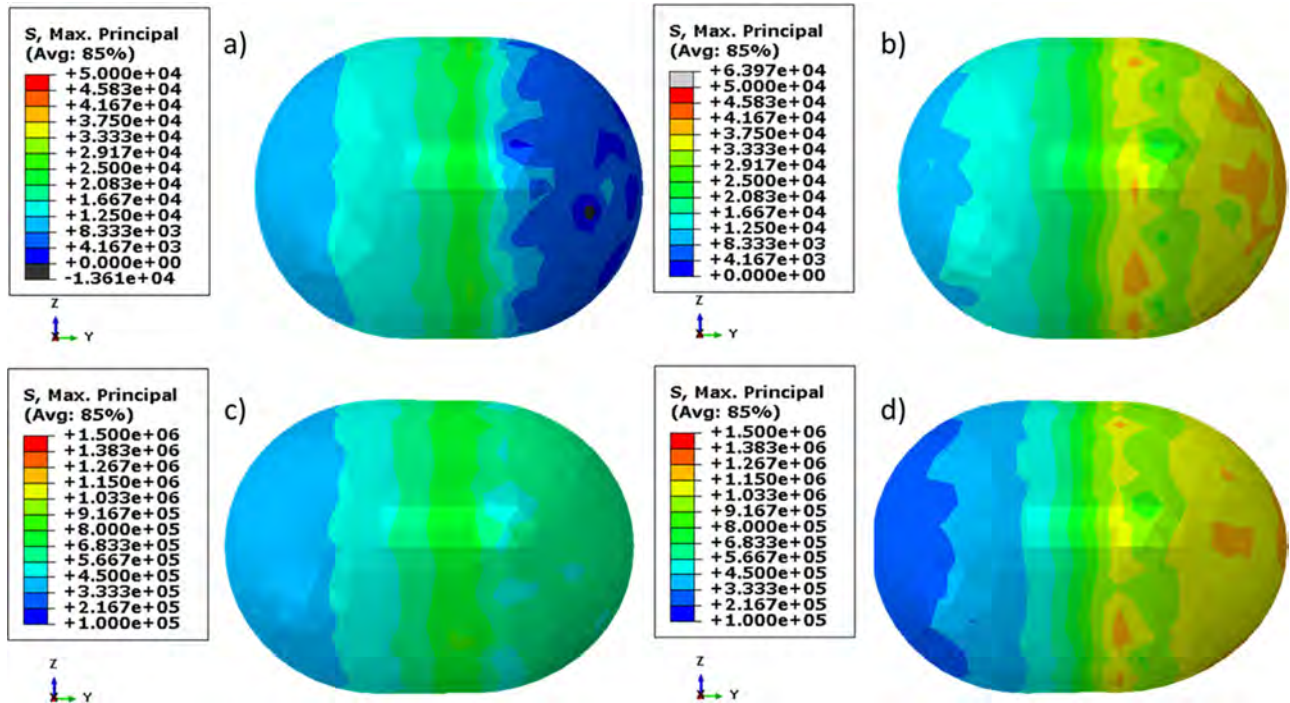 S, Max. Principal
(Avg: 85%)
+5.000e+04
+4.583e+04
+4.167e+04
+3.750e+04
+3.333e+04
+2.917e+04
+2.500e+04
+2.083e+04
+1.667e+04
+1.250e+04
+8.333e+03
+4.167e+03
+0.000e+00
-1.361e+04
Z
X
Y
a)
S, Max. Principal
(Avg: 85%)
+6.397e+04
+5.000e+04
+4.583e+04
+4.167e+04
+3.750e+04
+3.333e+04
+2.917e+04
+2.500e+04
+2.083e+04
+1.667e+04
+1.250e+04
+8.333e+03
+4.167e+03
+0.000e+00
Z
X
Y
b)
S, Max. Principal
(Avg: 85%)
+1.500e+06
+1.383e+06
+1.267e+06
+1.150e+06
+1.033e+06
+9.167e+05
+8.000e+05
+6.833e+05
+5.667e+05
+4.500e+05
+3.333e+05
+2.167e+05
+1.000e+05
Z
X
Y
c)
S, Max. Principal
(Avg: 85%)
+1.500e+06
+1.383e+06
+1.267e+06
+1.150e+06
+1.033e+06
+9.167e+05
+8.000e+05
+6.833e+05
+5.667e+05
+4.500e+05
+3.333e+05
+2.167e+05
+1.000e+05
Z
X
Y
d)